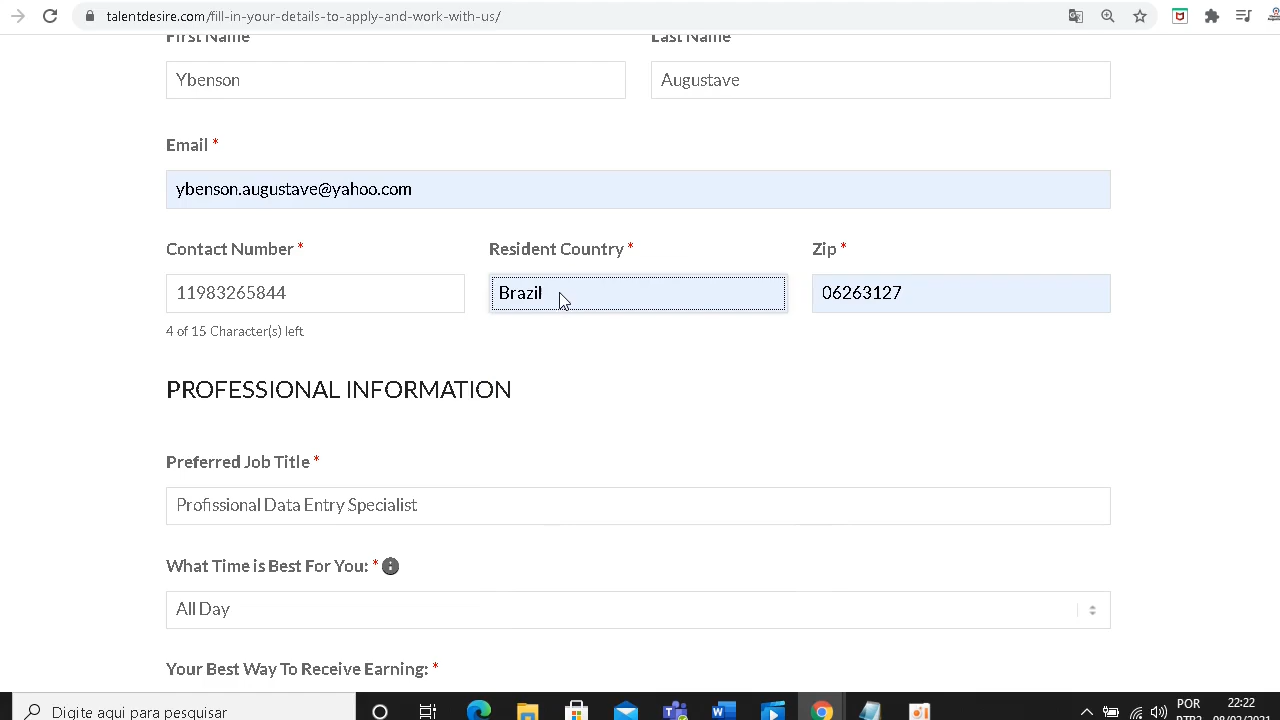 talentdesire.com/fill-in-your-details-to-apply-and-work-with-us/
First Name Last Name
Ybenson Augustave
Email *
ybenson.augustave@yahoo.com
Contact Number * Resident Country * Zip *
11983265844 Brazil 06263127
4 of 15 Character(s) left
PROFESSIONAL INFORMATION
Preferred Job Title *
Profissional Data Entry Specialist
What Time is Best For You: *
All Day
Your Best Way To Receive Earning: *
Digite aqui para pesquisar
POR 22:22